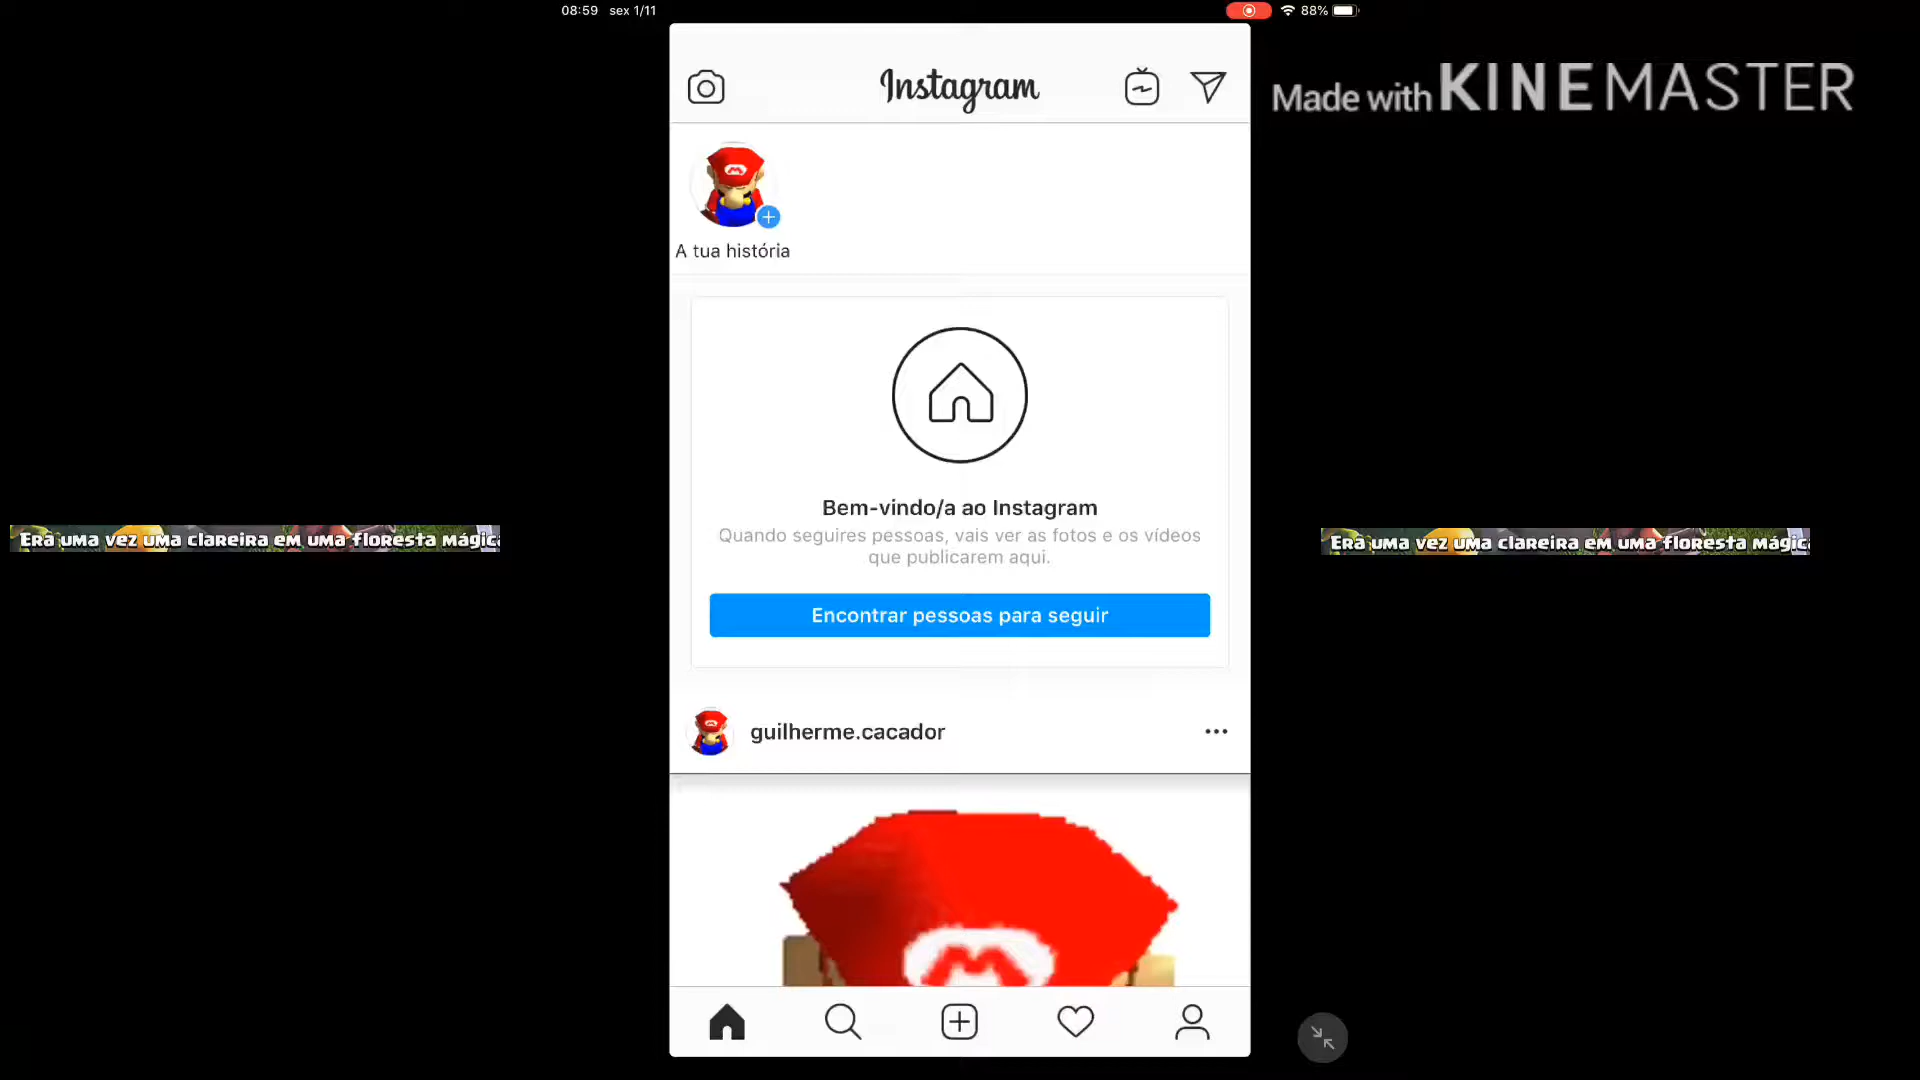 08:59 sex 1/11
88%
Made with KINEMASTER
Instagram
A tua história
Bem-vindo/a ao Instagram
Quando seguires pessoas, vais ver as fotos e os vídeos
que publicarem aqui.
Era uma vez uma clareira em uma floresta mágic
Era uma vez uma clareira em uma floresta mágic
Encontrar pessoas para seguir
guilherme.cacador
M